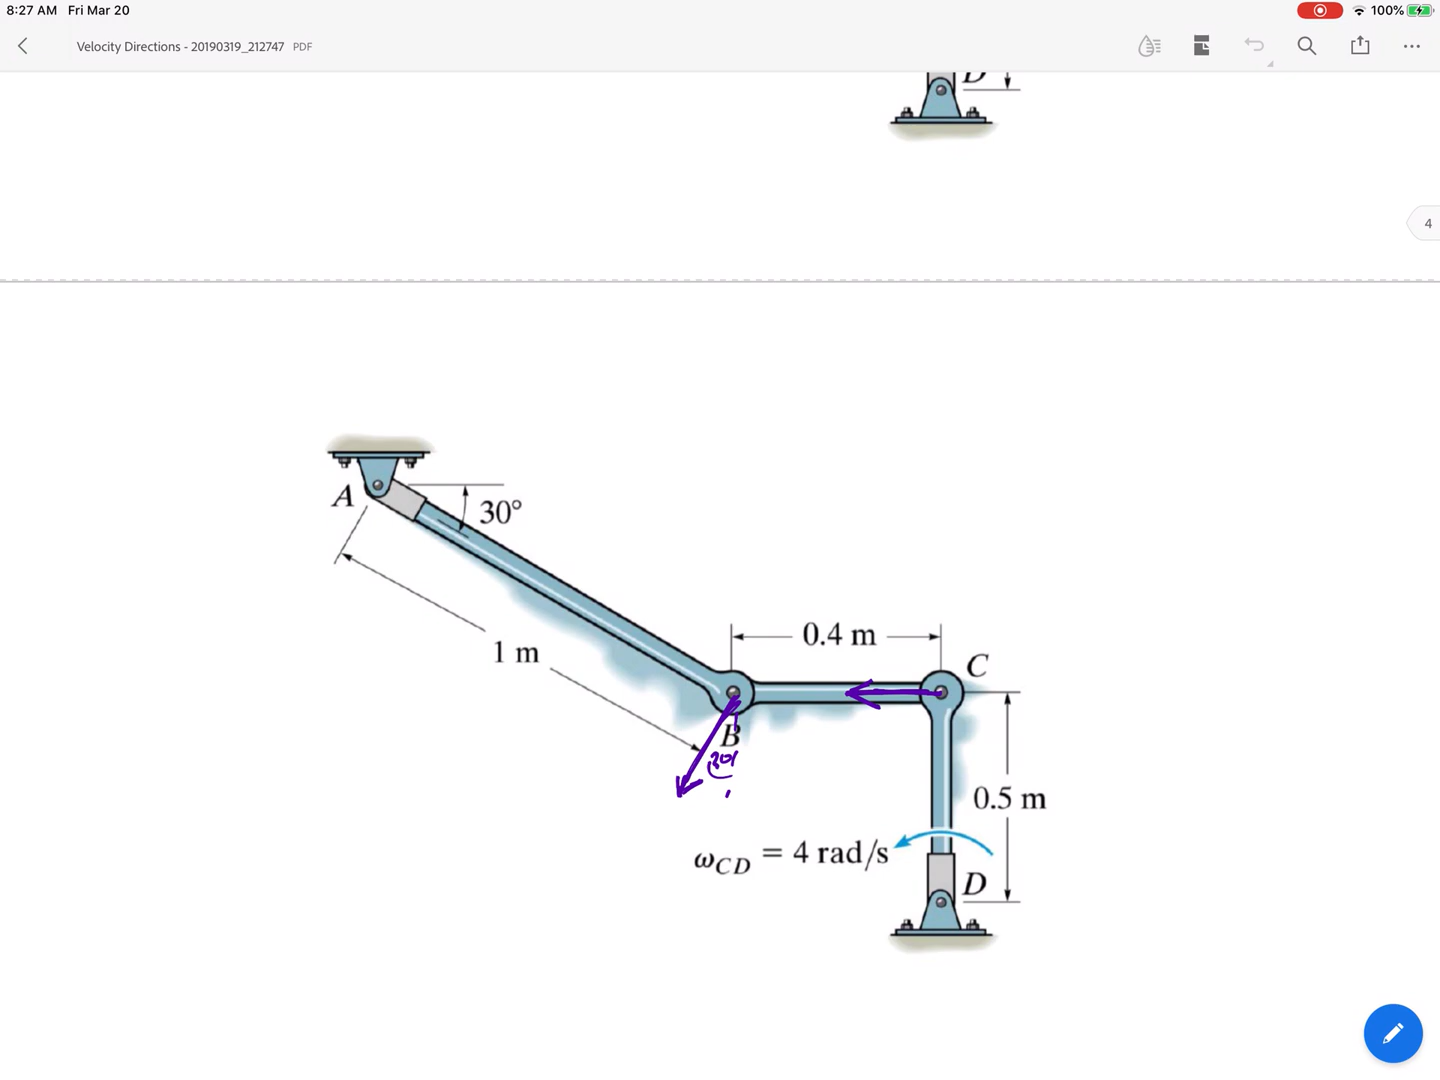 8:27 AM Fri Mar 20
100%
Velocity Directions - 20190319_212747 PDF
D
4
A
30°
1 m
0.4 m
C
B
30
0.5 m
ωCD = 4 rad/s
D